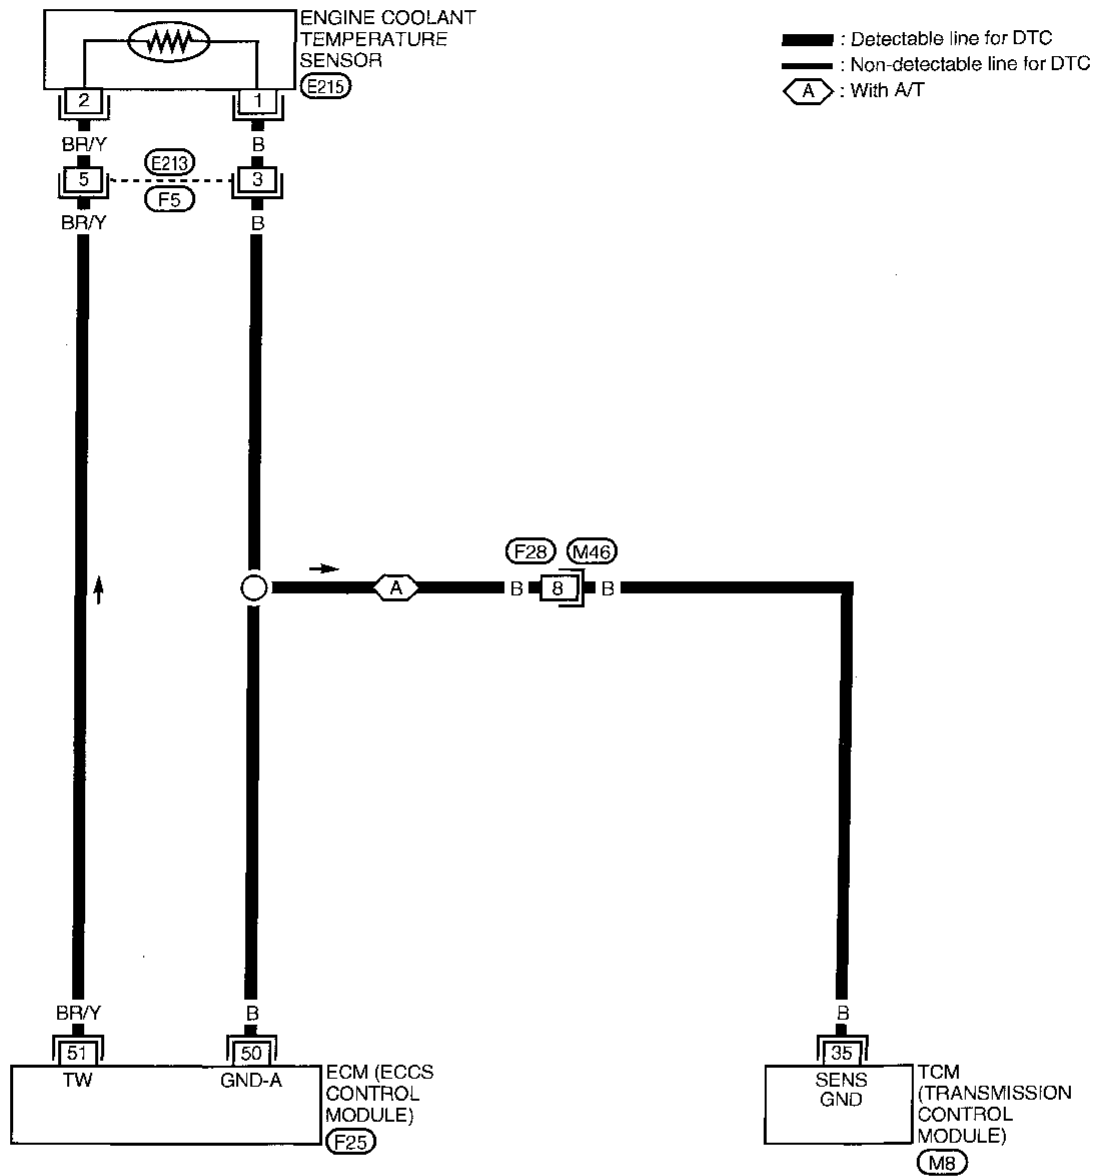 ENGINE COOLANT
TEMPERATURE
SENSOR
E215
: Detectable line for DTC
: Non-detectable line for DTC
A : With A/T
2 1
BR/Y B
E213
5 3
F5
BR/Y B
F28 M46
A B 8 B
BR/Y B B
51 50 35
TW GND-A
SENS
GND
ECM (ECCS
CONTROL
MODULE)
F25
TCM
(TRANSMISSION
CONTROL
MODULE)
M8